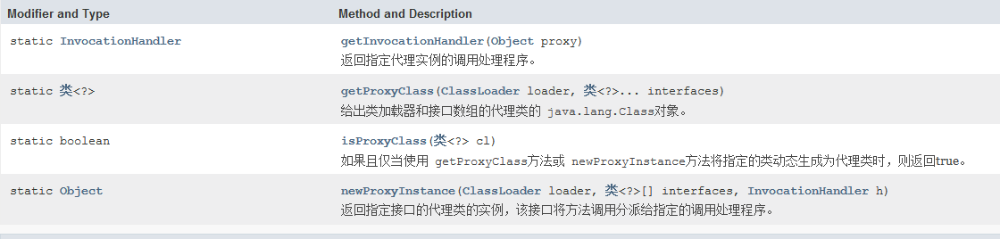 Modifier and Type Method and Description
static InvocationHandler getInvocationHandler(Object proxy)
返回指定代理实例的调用处理程序。
static 类<?> getProxyClass(ClassLoader loader, 类<?>... interfaces)
给出类加载器和接口数组的代理类的 java.lang.Class对象。
static boolean isProxyClass(类<?> cl)
如果且仅当使用 getProxyClass方法或 newProxyInstance方法将指定的类动态生成为代理类时，则返回true。
static Object newProxyInstance(ClassLoader loader, 类<?>[] interfaces, InvocationHandler h)
返回指定接口的代理类的实例，该接口将方法调用分派给指定的调用处理程序。